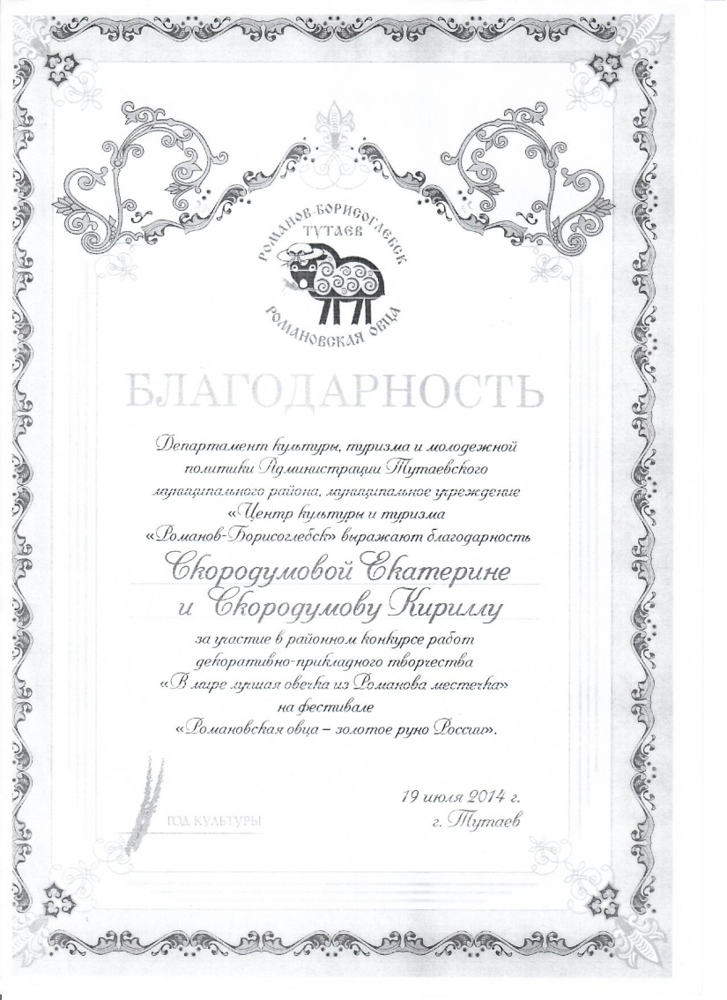 РОМАНОВ-БОРИСОГЛЕБСК
ТУТАЕВ
РОМАНОВСКАЯ ОВЦА
БЛАГОДАРНОСТЬ
Департамент культуры, туризма и молодежной
политики Администрации Тутаевского
муниципального района, муниципальное учреждение
«Центр культуры и туризма
«Романов-Борисоглебск» выражают благодарность
Скородумовой Екатерине
и Скородумову Кириллу
за участие в районном конкурсе работ
декоративно-прикладного творчества
«В мире лучшая овечка из Романова местечка»
на фестивале
«Романовская овца – золотое руно России».
19 июля 2014 г.
ГОД КУЛЬТУРЫ
г. Тутаев